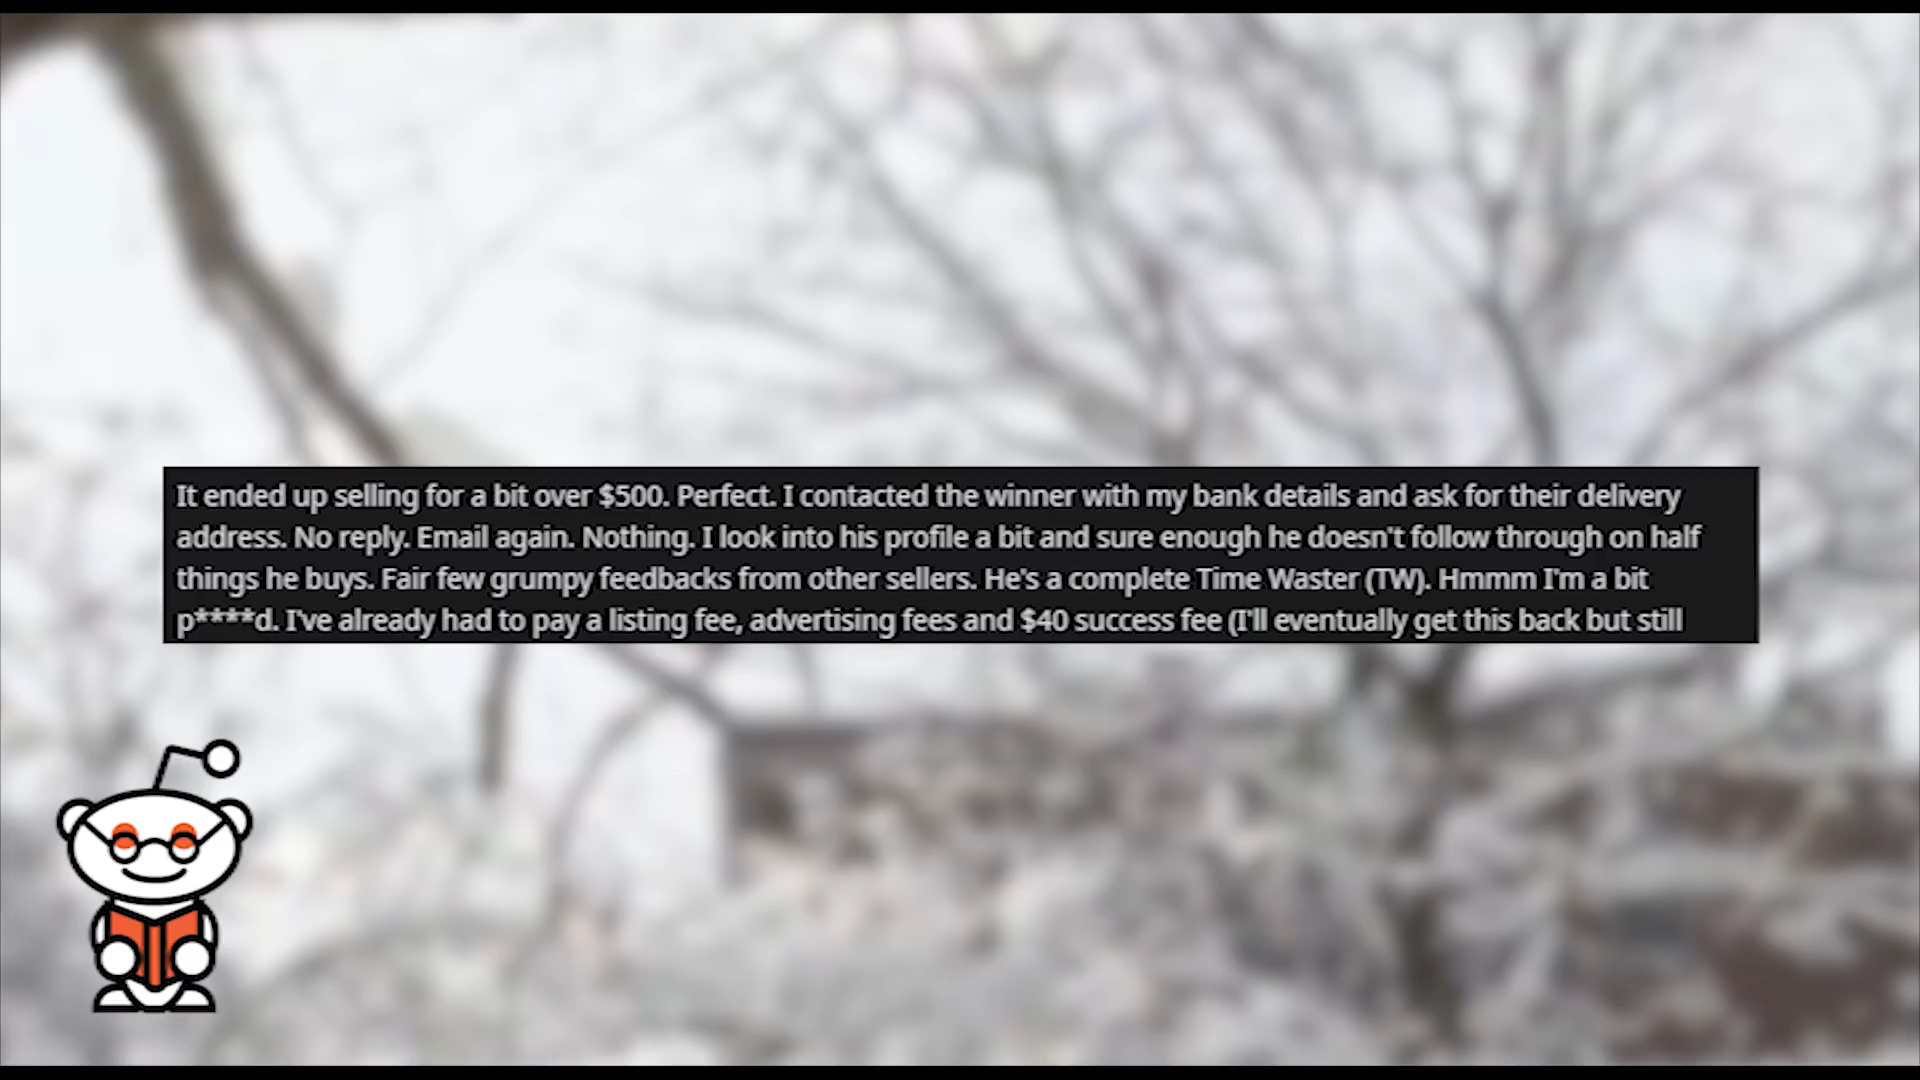 It ended up selling for a bit over $500. Perfect. I contacted the winner with my bank details and ask for their delivery
address. No reply. Email again. Nothing. I look into his profile a bit and sure enough he doesn't follow through on half
things he buys. Fair few grumpy feedbacks from other sellers. He's a complete Time Waster (TW). Hmmm I'm a bit
p****d. I've already had to pay a listing fee, advertising fees and $40 success fee (I'll eventually get this back but still